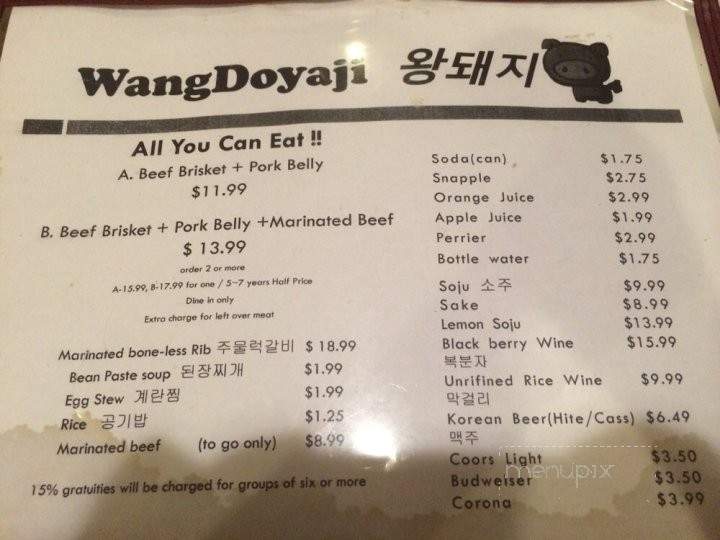 WangDoyaji 왕돼지
All You Can Eat !!
A. Beef Brisket + Pork Belly
$11.99
B. Beef Brisket + Pork Belly +Marinated Beef
$ 13.99
order 2 or more
A-15.99, B-17.99 for one / 5-7 years Half Price
Dine in only
Extra charge for left over meat
Marinated bone-less Rib 주물럭갈비 $ 18.99
Bean Paste soup 된장찌개 $1.99
Egg Stew 계란찜 $1.99
Rice 공기밥 $1.25
Marinated beef (to go only) $8.99
15% gratuities will be charged for groups of six or more
Soda(can) $1.75
Snapple $2.75
Orange Juice $2.99
Apple Juice $1.99
Perrier $2.99
Bottle water $1.75
Soju 소주 $9.99
Sake $8.99
Lemon Soju $13.99
Black berry Wine $15.99
복분자
Unrifined Rice Wine $9.99
막걸리
Korean Beer(Hite/Cass) $6.49
맥주
Coors Light $3.50
Budweiser $3.50
Corona $3.99
menupix